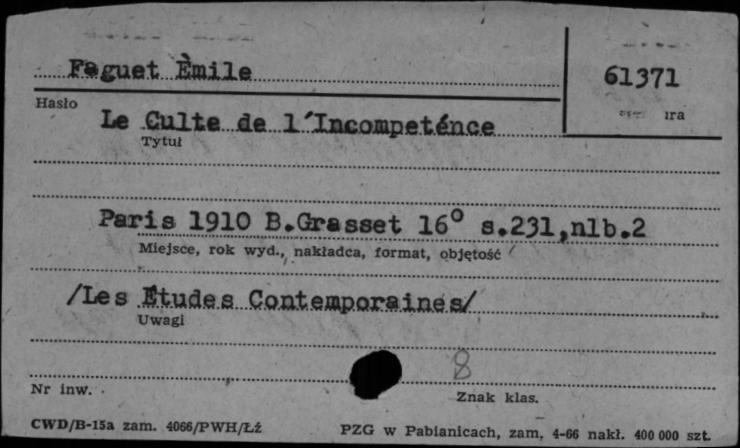 Faguet Èmile 61371
Hasło
Le Culte de l'Incompeténce
Tytuł
Paris 1910 B.Grasset 16° s.231,nlb.2
Miejsce, rok wyd., nakładca, format, objętość
/Les Études Contemporaines/
Uwagi
8
Nr inw. Znak klas.
CWD/B-15a zam. 4066/PWH/Łż PZG w Pabianicach, zam, 4-66 nakł. 400 000 szt.